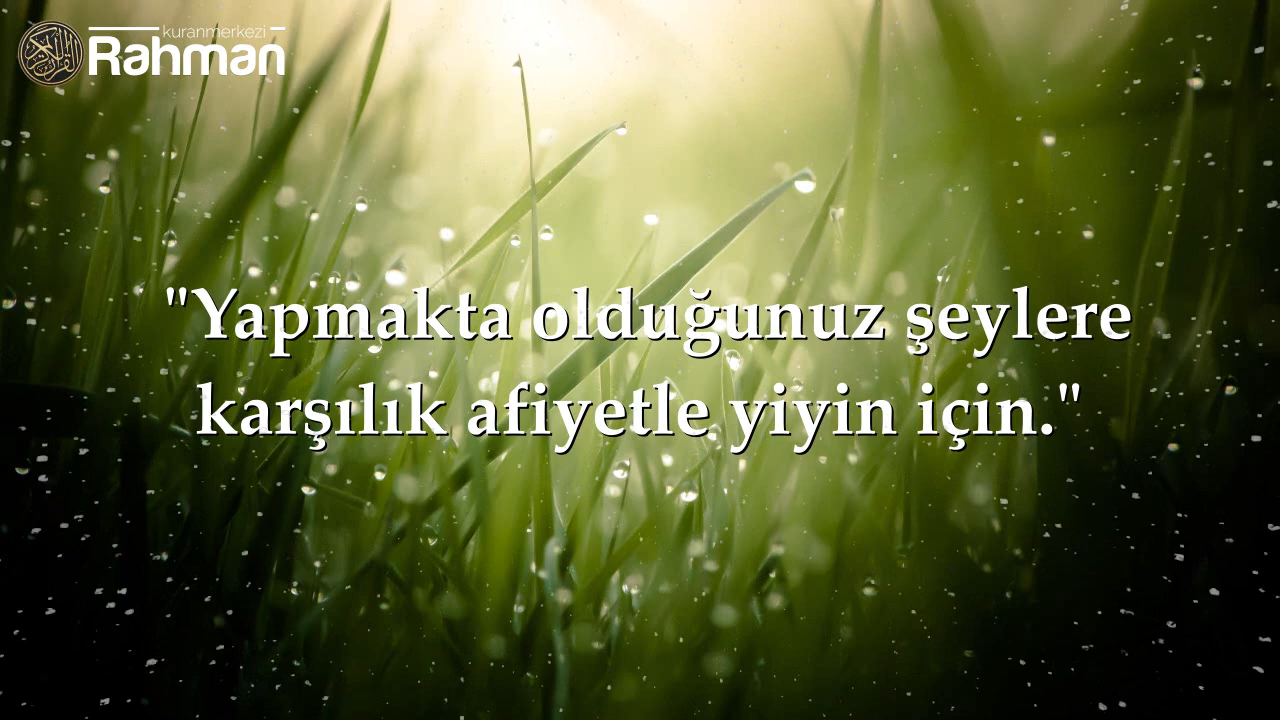 kuranmerkezi
Rahman
"Yapmakta olduğunuz şeylere
karşılık afiyetle yiyin için."